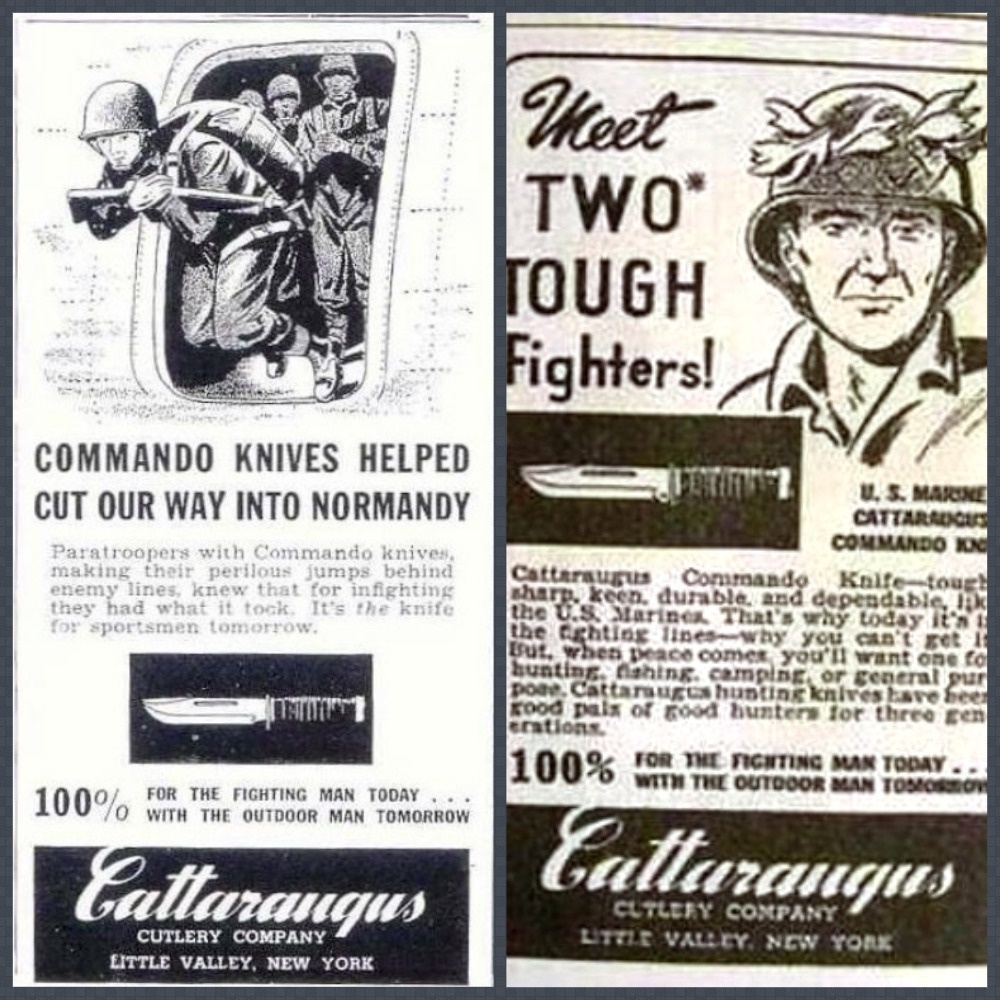 COMMANDO KNIVES HELPED
CUT OUR WAY INTO NORMANDY
Paratroopers with Commando knives,
making their perilous jumps behind
enemy lines, knew that for infighting
they had what it took. It's the knife
for sportsmen tomorrow.
100% FOR THE FIGHTING MAN TODAY . . .
WITH THE OUTDOOR MAN TOMORROW
Cattaraugus
CUTLERY COMPANY
LITTLE VALLEY, NEW YORK
Meet
TWO*
TOUGH
Fighters!
U. S. MARINE
CATTARAUGUS
COMMANDO KNI
Cattaraugus Commando Knife—tough
sharp, keen, durable, and dependable, lik
the U.S. Marines. That's why today it's i
the fighting lines—why you can't get i
But, when peace comes, you'll want one fo
hunting, fishing, camping, or general pur
pose. Cattaraugus hunting knives have been
good pals of good hunters for three gen
erations.
100% FOR THE FIGHTING MAN TODAY . . .
WITH THE OUTDOOR MAN TOMORROW
Cattaraugus
CUTLERY COMPANY
LITTLE VALLEY, NEW YORK